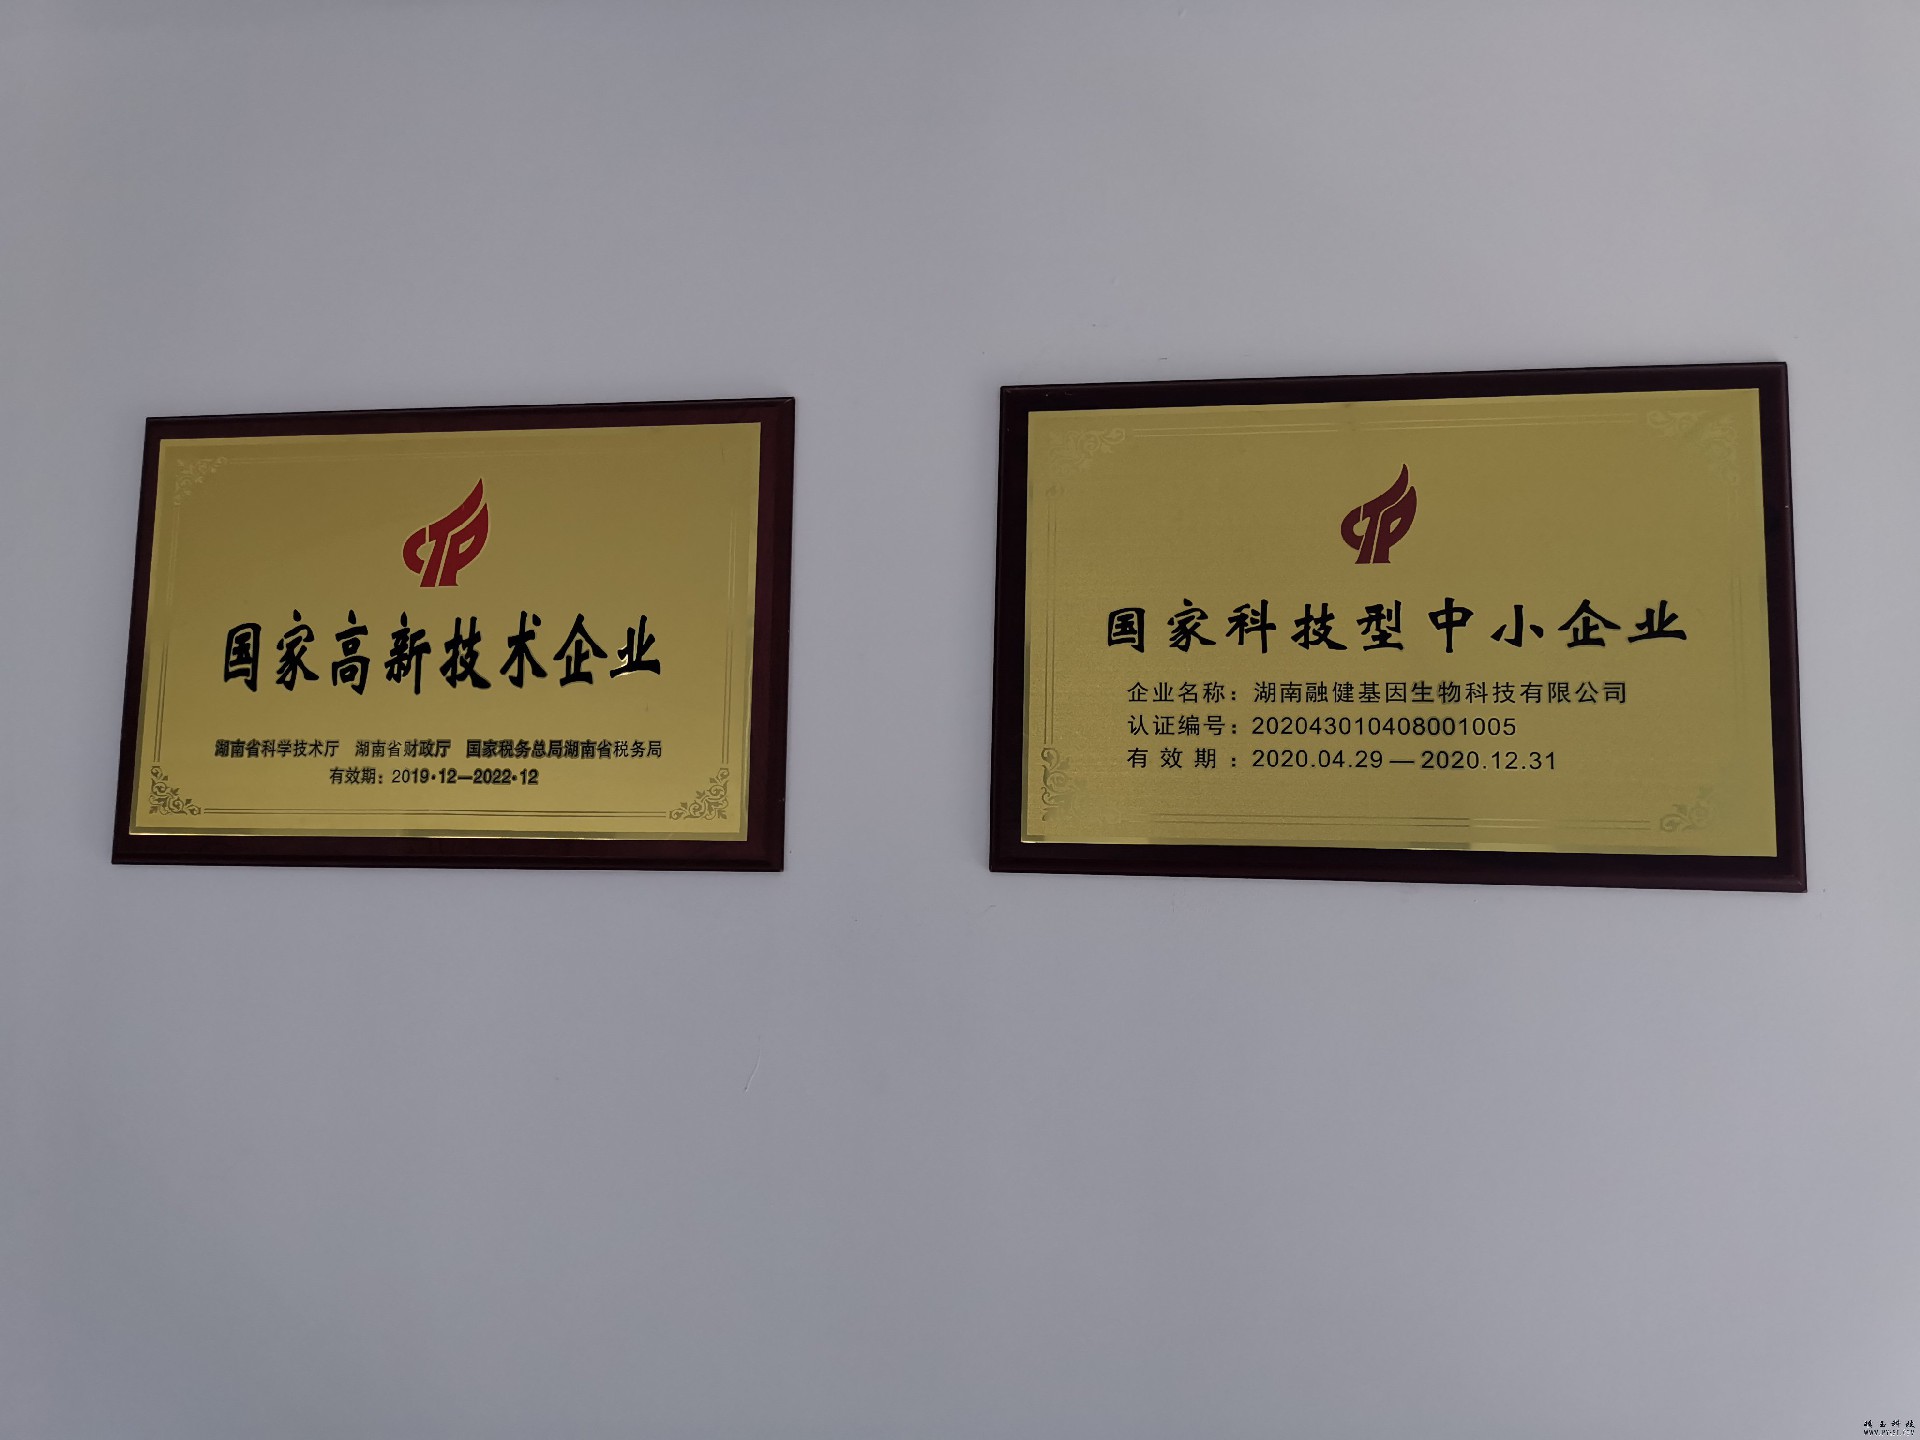 CTP
国家高新技术企业
湖南省科学技术厅 湖南省财政厅 国家税务总局湖南省税务局
有效期：2019·12—2022·12
CTP
国家科技型中小企业
企业名称：湖南融健基因生物科技有限公司
认证编号：202043010408001005
有效期：2020.04.29—2020.12.31